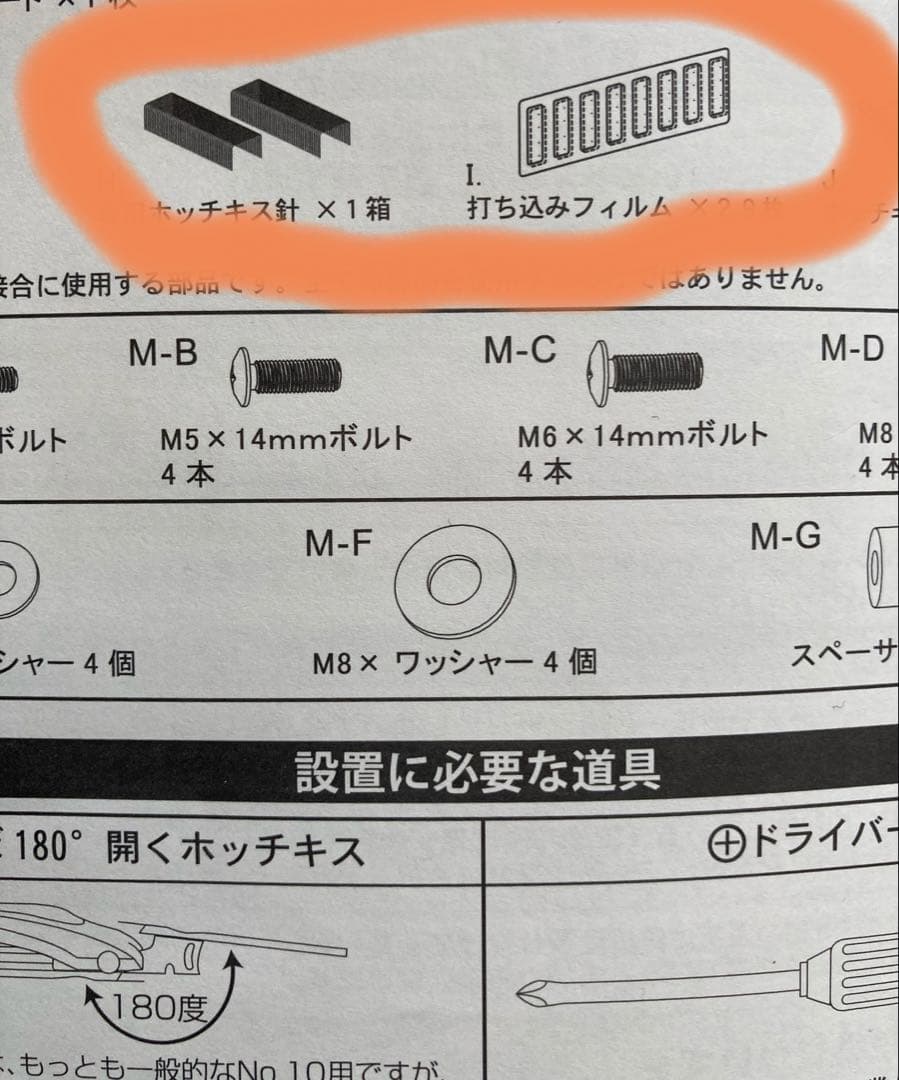 ホッチキス針 ×1箱
I.
打ち込みフィルム
接合に使用する部品です。
はありません。
M-B
M-C
M-D
ボルト
M5×14mmボルト
4本
M6×14mmボルト
4本
M8
4本
M-F
M-G
シャー4個
M8× ワッシャー4個
スペーサ
設置に必要な道具
180° 開くホッチキス
⊕ドライバー
180度
、もっとも一般的なNo.10用ですが、